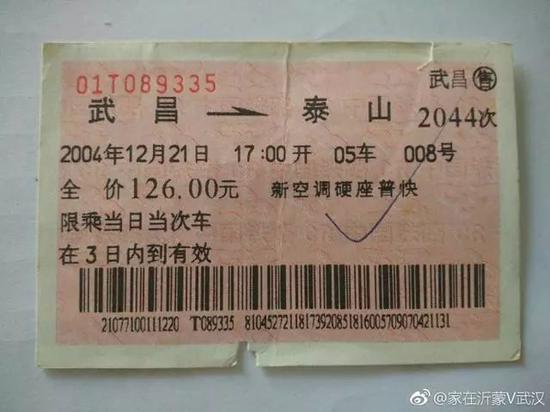 01T089335
武昌 售
武昌 → 泰山 2044次
2004年12月21日 17:00开 05车 008号
全价126.00元 新空调硬座普快
限乘当日当次车
在3日内到有效
21077100111220 T089335 81045272118173920851816005709070421131
@家在沂蒙V武汉